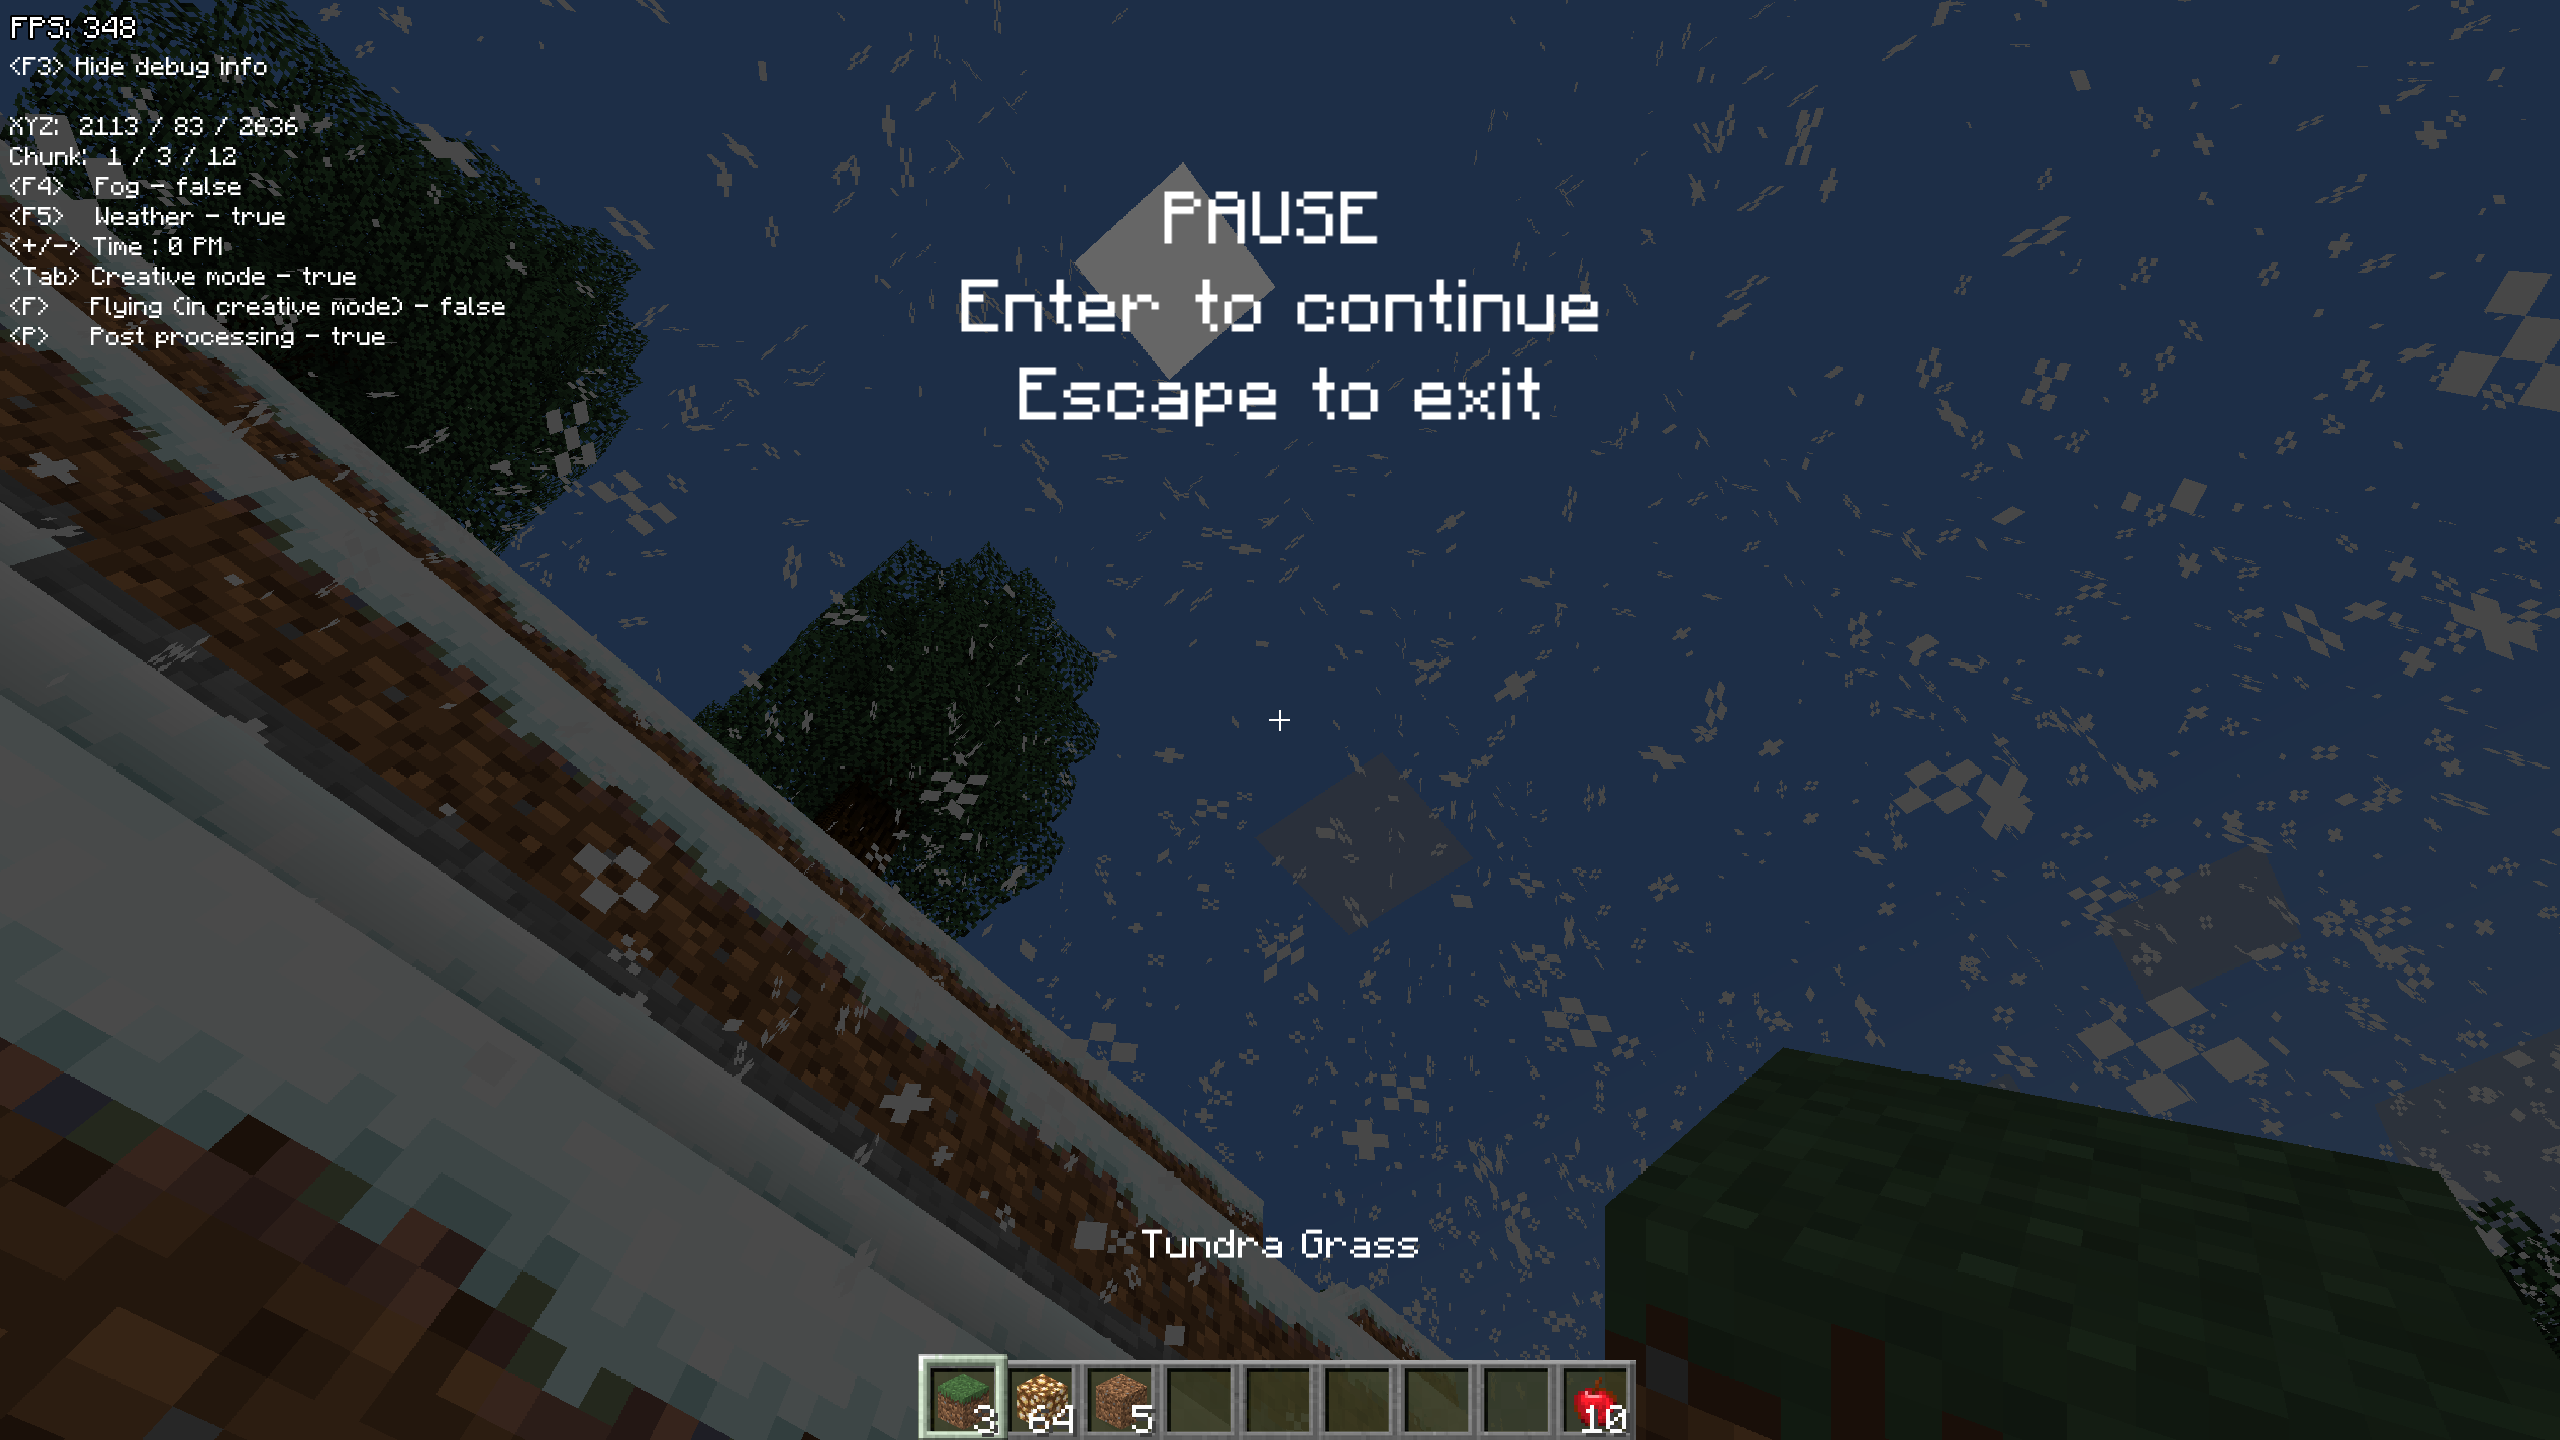 FPS: 348
<F3> Hide debug info
XYZ: 2113 / 83 / 2636
Chunk: 1 / 3 / 12
<F4> Fog - false
<F5> Weather - true
<+/-> Time : 0 PM
<Tab> Creative mode - true
<F> Flying (in creative mode) - false
<P> Post processing - true
PAUSE
Enter to continue
Escape to exit
Tundra Grass
3 64 5 10